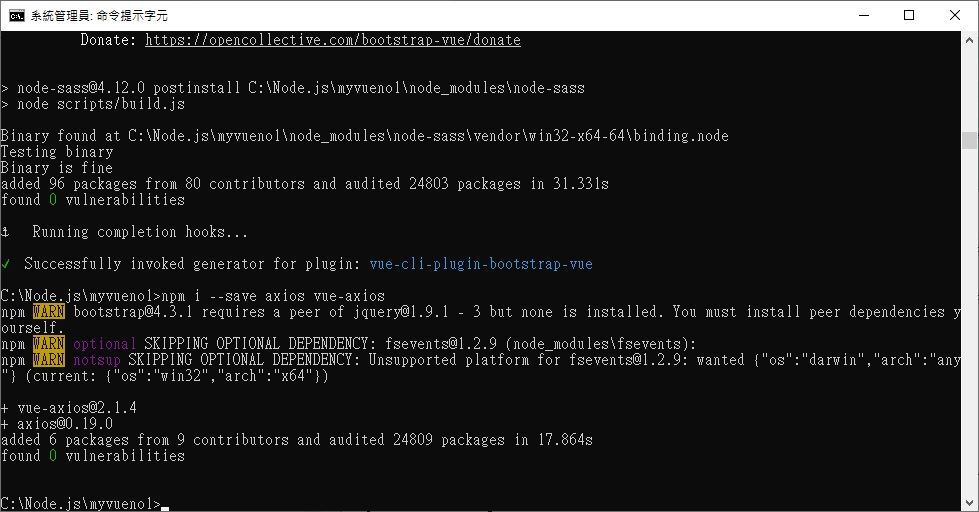 系統管理員: 命令提示字元
Donate: https://opencollective.com/bootstrap-vue/donate
> node-sass@4.12.0 postinstall C:\Node.js\myvueno1\node_modules\node-sass
> node scripts/build.js
Binary found at C:\Node.js\myvueno1\node_modules\node-sass\vendor\win32-x64-64\binding.node
Testing binary
Binary is fine
added 96 packages from 80 contributors and audited 24803 packages in 31.331s
found 0 vulnerabilities
⚓  Running completion hooks...
✔  Successfully invoked generator for plugin: vue-cli-plugin-bootstrap-vue
C:\Node.js\myvueno1>npm i --save axios vue-axios
npm WARN bootstrap@4.3.1 requires a peer of jquery@1.9.1 - 3 but none is installed. You must install peer dependencies y
ourself.
npm WARN optional SKIPPING OPTIONAL DEPENDENCY: fsevents@1.2.9 (node_modules\fsevents):
npm WARN notsup SKIPPING OPTIONAL DEPENDENCY: Unsupported platform for fsevents@1.2.9: wanted {"os":"darwin","arch":"any
"} (current: {"os":"win32","arch":"x64"})
+ vue-axios@2.1.4
+ axios@0.19.0
added 6 packages from 9 contributors and audited 24809 packages in 17.864s
found 0 vulnerabilities
C:\Node.js\myvueno1>